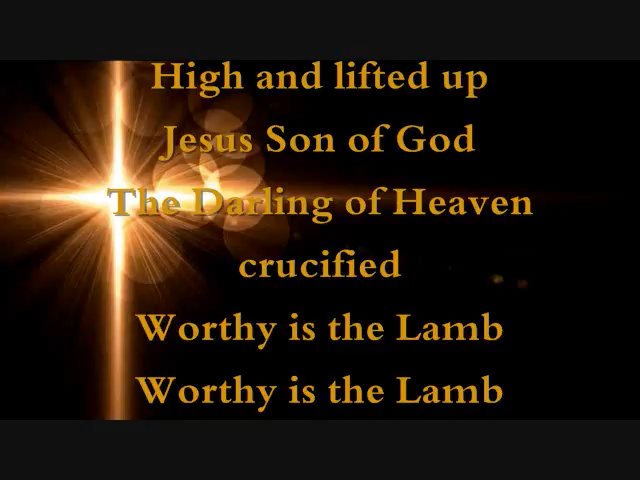 High and lifted up
Jesus Son of God
The Darling of Heaven
crucified
Worthy is the Lamb
Worthy is the Lamb